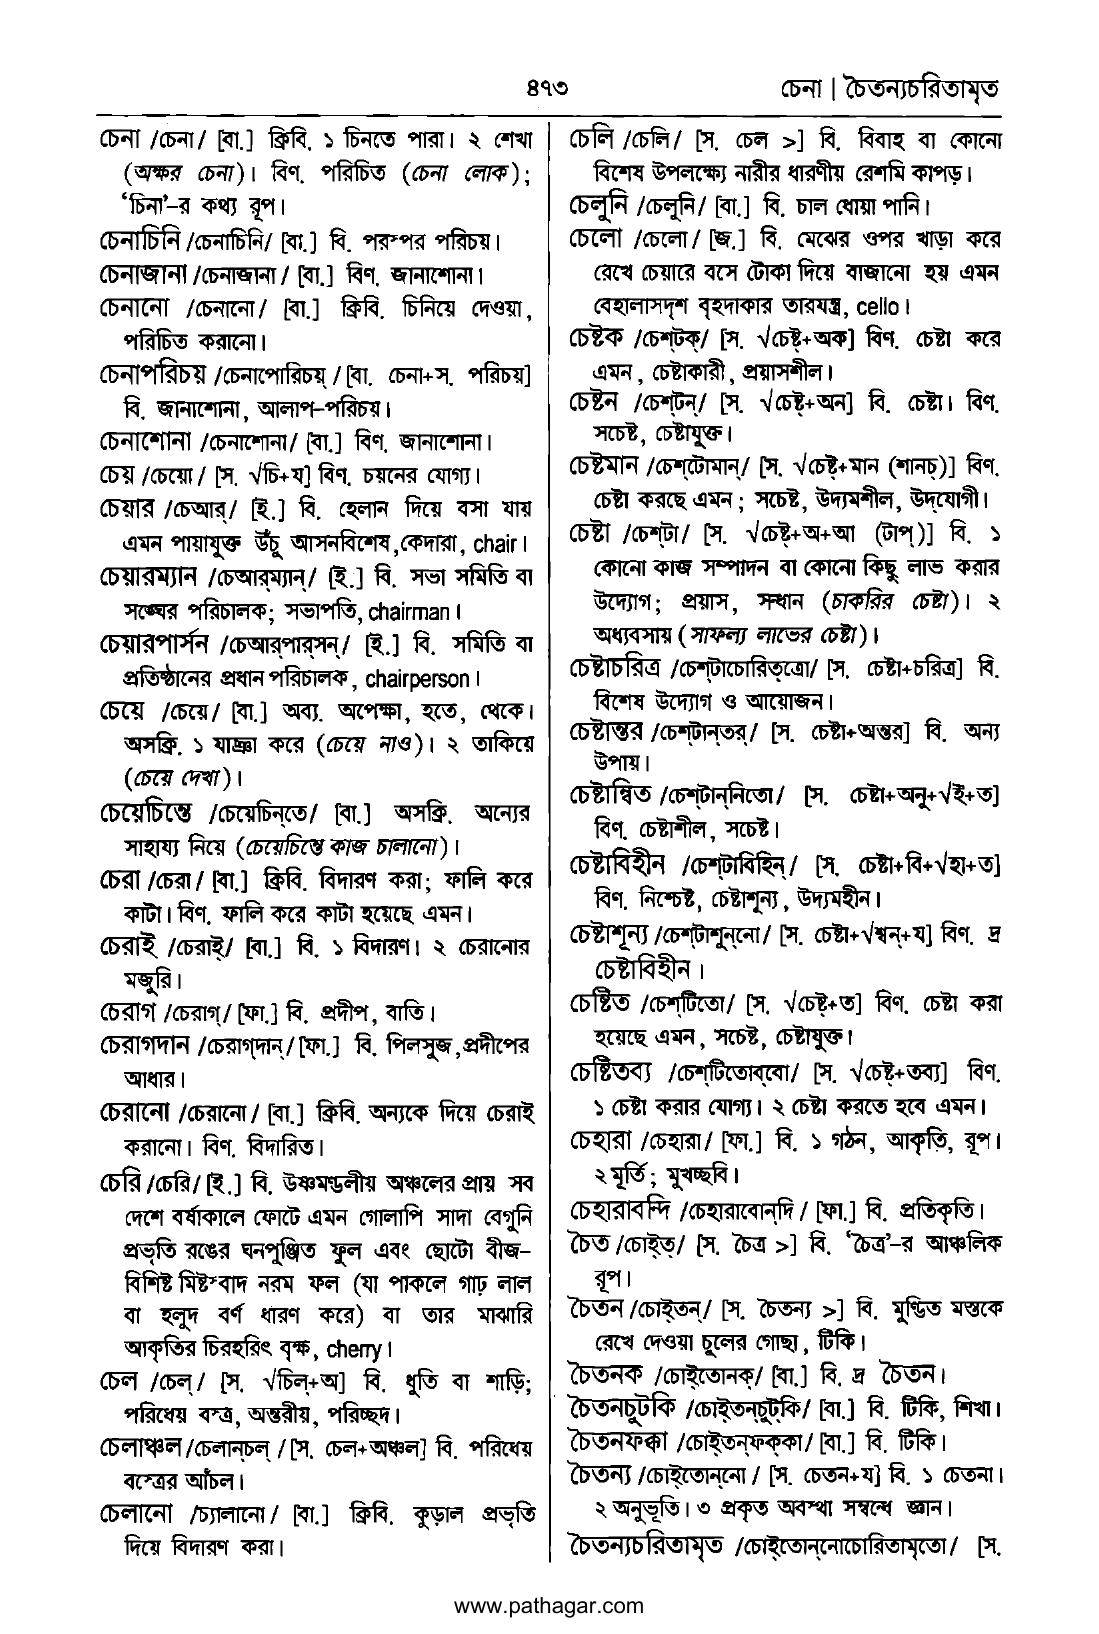 ৪৭৩
চেনা | চৈতন্যচরিতামৃত
চেনা /চেনা/ [বা.] ক্রিবি. ১ চিনতে পারা। ২ শেখা
(অক্ষর চেনা)। বিণ. পরিচিত (চেনা লোক);
‘চিনা’-র কথ্য রূপ।
চেনাচিনি /চেনাচিনি/ [বা.] বি. পরস্পর পরিচয়।
চেনাজানা /চেনাজানা/ [বা.] বিণ. জানাশোনা।
চেনানো /চেনানো/ [বা.] ক্রিবি. চিনিয়ে দেওয়া,
পরিচিত করানো।
চেনাপরিচয় /চেনাপোরিচয়্/ [বা. চেনা+স. পরিচয়]
বি. জানাশোনা, আলাপ-পরিচয়।
চেনাশোনা /চেনাশোনা/ [বা.] বিণ. জানাশোনা।
চেয় /চেয়ো/ [স. √চি+য] বিণ. চয়নের যোগ্য।
চেয়ার /চেআর্/ [ই.] বি. হেলান দিয়ে বসা যায়
এমন পায়াযুক্ত উঁচু আসনবিশেষ,কেদারা, chair।
চেয়ারম্যান /চেআর্‌ম্যান্/ [ই.] বি. সভা সমিতি বা
সঙ্ঘের পরিচালক; সভাপতি, chairman।
চেয়ারপার্সন /চেআর্‌পার্‌সন্/ [ই.] বি. সমিতি বা
প্রতিষ্ঠানের প্রধান পরিচালক, chairperson।
চেয়ে /চেয়ে/ [বা.] অব্য. অপেক্ষা, হতে, থেকে।
অসক্রি. ১ যাচ্ঞা করে (চেয়ে নাও)। ২ তাকিয়ে
(চেয়ে দেখা)।
চেয়েচিন্তে /চেয়েচিন্‌তে/ [বা.] অসক্রি. অন্যের
সাহায্য নিয়ে (চেয়েচিন্তে কাজ চালানো)।
চেরা /চেরা/ [বা.] ক্রিবি. বিদারণ করা; ফালি করে
কাটা। বিণ. ফালি করে কাটা হয়েছে এমন।
চেরাই /চেরাই্/ [বা.] বি. ১ বিদারণ। ২ চেরানোর
মজুরি।
চেরাগ /চেরাগ্/ [ফা.] বি. প্রদীপ, বাতি।
চেরাগদান /চেরাগ্‌দান্/ [ফা.] বি. পিলসুজ,প্রদীপের
আধার।
চেরানো /চেরানো/ [বা.] ক্রিবি. অন্যকে দিয়ে চেরাই
করানো। বিণ. বিদারিত।
চেরি /চেরি/ [ই.] বি. উষ্ণমণ্ডলীয় অঞ্চলের প্রায় সব
দেশে বর্ষাকালে ফোটে এমন গোলাপি সাদা বেগুনি
প্রভৃতি রঙের ঘনপুঞ্জিত ফুল এবং ছোটো বীজ-
বিশিষ্ট মিষ্টস্বাদ নরম ফল (যা পাকলে গাঢ় লাল
বা হলুদ বর্ণ ধারণ করে) বা তার মাঝারি
আকৃতির চিরহরিৎ বৃক্ষ, cherry।
চেল /চেল্/ [স. √চিল্+অ] বি. ধুতি বা শাড়ি;
পরিধেয় বস্ত্র, অন্তরীয়, পরিচ্ছদ।
চেলাঞ্চল /চেলান্‌চল্/ [স. চেল+অঞ্চল] বি. পরিধেয়
বস্ত্রের আঁচল।
চেলানো /চ্যালানো/ [বা.] ক্রিবি. কুড়াল প্রভৃতি
দিয়ে বিদারণ করা।
চেলি /চেলি/ [স. চেল >] বি. বিবাহ বা কোনো
বিশেষ উপলক্ষ্যে নারীর ধারণীয় রেশমি কাপড়।
চেলুনি /চেলুনি/ [বা.] বি. চাল ধোয়া পানি।
চেলো /চেলো/ [জ.] বি. মেঝের ওপর খাড়া করে
রেখে চেয়ারে বসে টোকা দিয়ে বাজানো হয় এমন
বেহালাসদৃশ বৃহদাকার তারযন্ত্র, cello।
চেষ্টক /চেশ্‌টক্/ [স. √চেষ্ট্+অক] বিণ. চেষ্টা করে
এমন, চেষ্টাকারী, প্রয়াসশীল।
চেষ্টন /চেশ্‌টন্/ [স. √চেষ্ট্+অন] বি. চেষ্টা। বিণ.
সচেষ্ট, চেষ্টাযুক্ত।
চেষ্টমান /চেশ্‌টোমান্/ [স. √চেষ্ট্+মান (শানচ্)] বিণ.
চেষ্টা করছে এমন; সচেষ্ট, উদ্যমশীল, উদ্‌যোগী।
চেষ্টা /চেশ্‌টা/ [স. √চেষ্ট্+অ+আ (টাপ্)] বি. ১
কোনো কাজ সম্পাদন বা কোনো কিছু লাভ করার
উদ্যোগ; প্রয়াস, সন্ধান (চাকরির চেষ্টা)। ২
অধ্যবসায় (সাফল্য লাভের চেষ্টা)।
চেষ্টাচরিত্র /চেশ্‌টাচোরিত্‌ত্রো/ [স. চেষ্টা+চরিত্র] বি.
বিশেষ উদ্যোগ ও আয়োজন।
চেষ্টান্তর /চেশ্‌টান্‌তর্/ [স. চেষ্টা+অন্তর] বি. অন্য
উপায়।
চেষ্টান্বিত /চেশ্‌টান্‌নিতো/ [স. চেষ্টা+অনু+√ই+ত]
বিণ. চেষ্টাশীল, সচেষ্ট।
চেষ্টাবিহীন /চেশ্‌টাবিহিন্/ [স. চেষ্টা+বি+√হা+ত]
বিণ. নিশ্চেষ্ট, চেষ্টাশূন্য, উদ্যমহীন।
চেষ্টাশূন্য /চেশ্‌টাশুন্‌নো/ [স. চেষ্টা+√শ্বন্+য] বিণ. দ্র
চেষ্টাবিহীন।
চেষ্টিত /চেশ্‌টিতো/ [স. √চেষ্ট্+ত] বিণ. চেষ্টা করা
হয়েছে এমন, সচেষ্ট, চেষ্টাযুক্ত।
চেষ্টিতব্য /চেশ্‌টিতোব্‌বো/ [স. √চেষ্ট্+তব্য] বিণ.
১ চেষ্টা করার যোগ্য। ২ চেষ্টা করতে হবে এমন।
চেহারা /চেহারা/ [ফা.] বি. ১ গঠন, আকৃতি, রূপ।
২ মূর্তি; মুখচ্ছবি।
চেহারাবন্দি /চেহারাবোন্‌দি/ [ফা.] বি. প্রতিকৃতি।
চৈত /চোই্‌ত্/ [স. চৈত্র >] বি. ‘চৈত্র’-র আঞ্চলিক
রূপ।
চৈতন /চোই্‌তন্/ [স. চৈতন্য >] বি. মুণ্ডিত মস্তকে
রেখে দেওয়া চুলের গোছা, টিকি।
চৈতনক /চোই্‌তোনক্/ [বা.] বি. দ্র চৈতন।
চৈতনচুটকি /চোই্‌তন্‌চুট্‌কি/ [বা.] বি. টিকি, শিখা।
চৈতনফক্কা /চোই্‌তন্‌ফক্‌কা/ [বা.] বি. টিকি।
চৈতন্য /চোই্‌তোন্‌নো/ [স. চেতন+য] বি. ১ চেতনা।
২ অনুভূতি। ৩ প্রকৃত অবস্থা সম্বন্ধে জ্ঞান।
চৈতন্যচরিতামৃত /চোই্‌তোন্‌নোচোরিতামৃতো/ [স.
www.pathagar.com